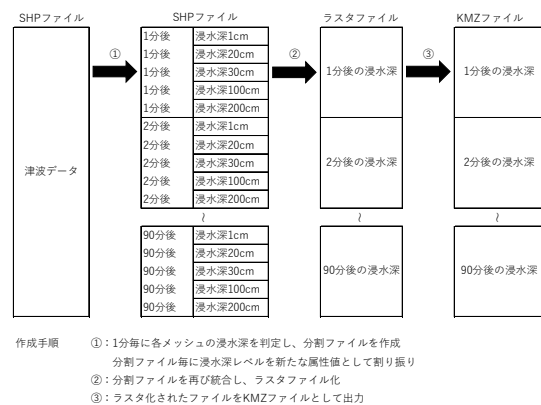 SHPファイル SHPファイル ラスタファイル KMZファイル
① ② ③
津波データ
1分後 浸水深1cm
1分後 浸水深20cm
1分後 浸水深30cm
1分後 浸水深100cm
1分後 浸水深200cm
2分後 浸水深1cm
2分後 浸水深20cm
2分後 浸水深30cm
2分後 浸水深100cm
2分後 浸水深200cm
~
90分後 浸水深1cm
90分後 浸水深20cm
90分後 浸水深30cm
90分後 浸水深100cm
90分後 浸水深200cm
1分後の浸水深
2分後の浸水深
~
90分後の浸水深
1分後の浸水深
2分後の浸水深
~
90分後の浸水深
作成手順 ①:1分毎に各メッシュの浸水深を判定し、分割ファイルを作成
分割ファイル毎に浸水深レベルを新たな属性値として割り振り
②:分割ファイルを再び統合し、ラスタファイル化
③:ラスタ化されたファイルをKMZファイルとして出力